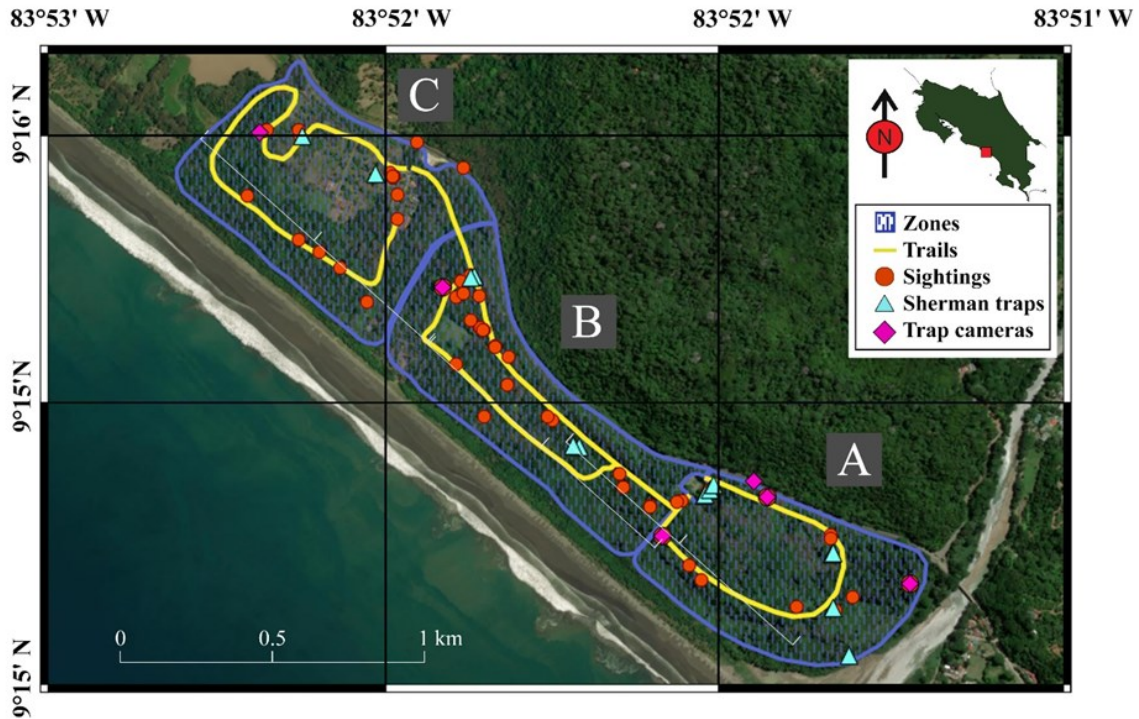 83°53' W 83°52' W 83°52' W 83°51' W
9°16' N
9°15'N
9°15' N
C
B
A
N
Zones
Trails
Sightings
Sherman traps
Trap cameras
0 0.5 1 km